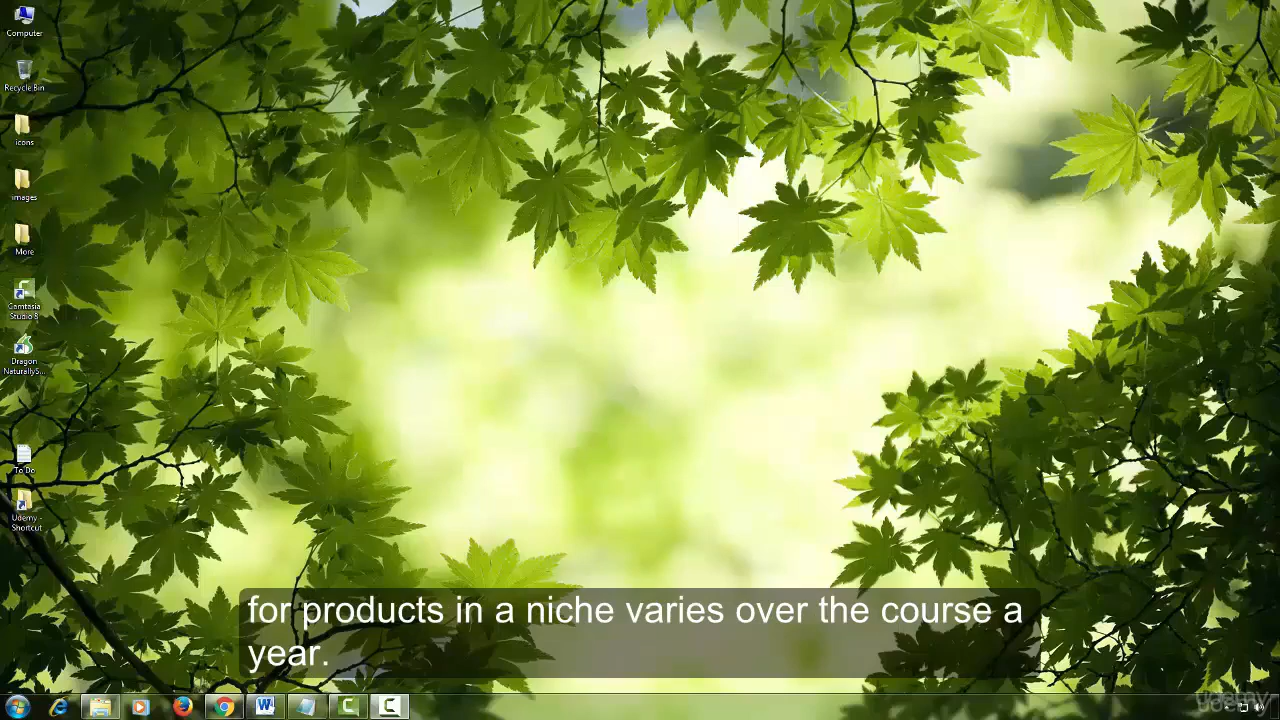 Computer
Recycle Bin
icons
images
More
Camtasia
Studio 8
Dragon
NaturallyS...
To Do
Udemy -
Shortcut
for products in a niche varies over the course a
year.
udemy